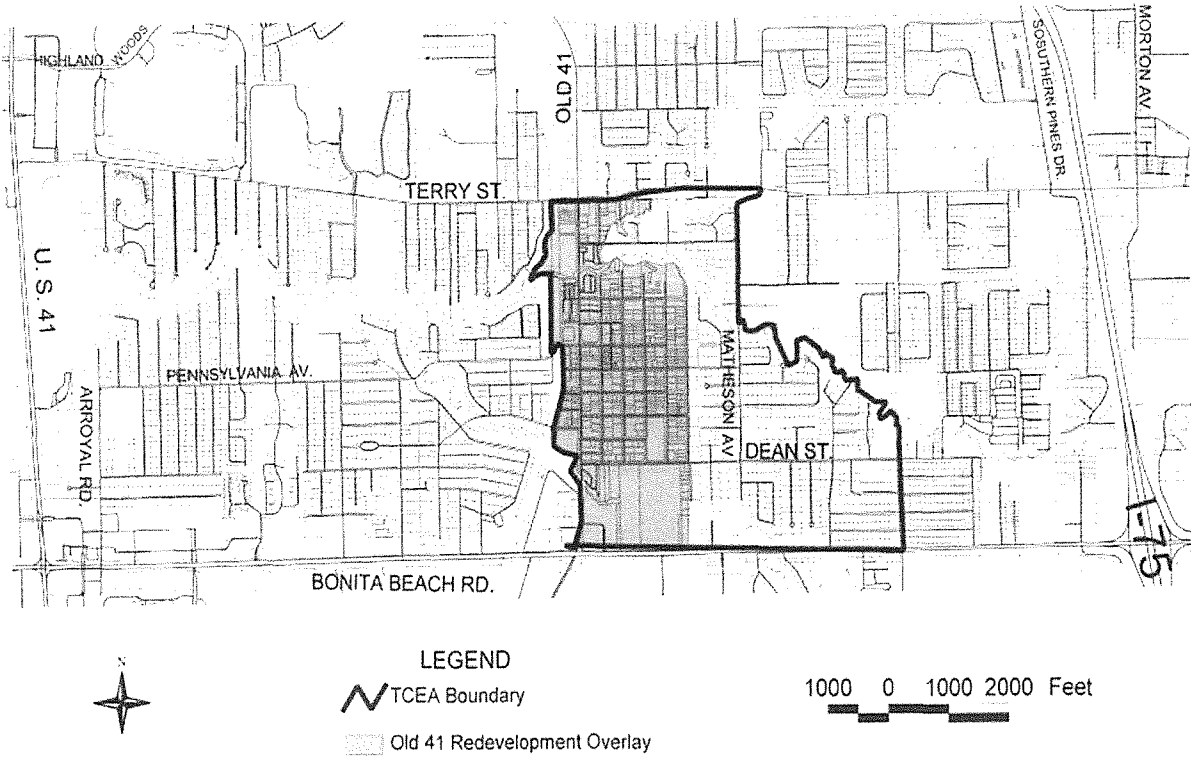 HIGHLAND WOODS
OLD 41
SOSUTHERN PINES DR
MORTON AV.
TERRY ST.
U. S. 41
PENNSYLVANIA AV.
ARROYAL RD.
MATHESON AV
DEAN ST
I-75
BONITA BEACH RD.
N
LEGEND
TCEA Boundary
Old 41 Redevelopment Overlay
1000 0 1000 2000 Feet